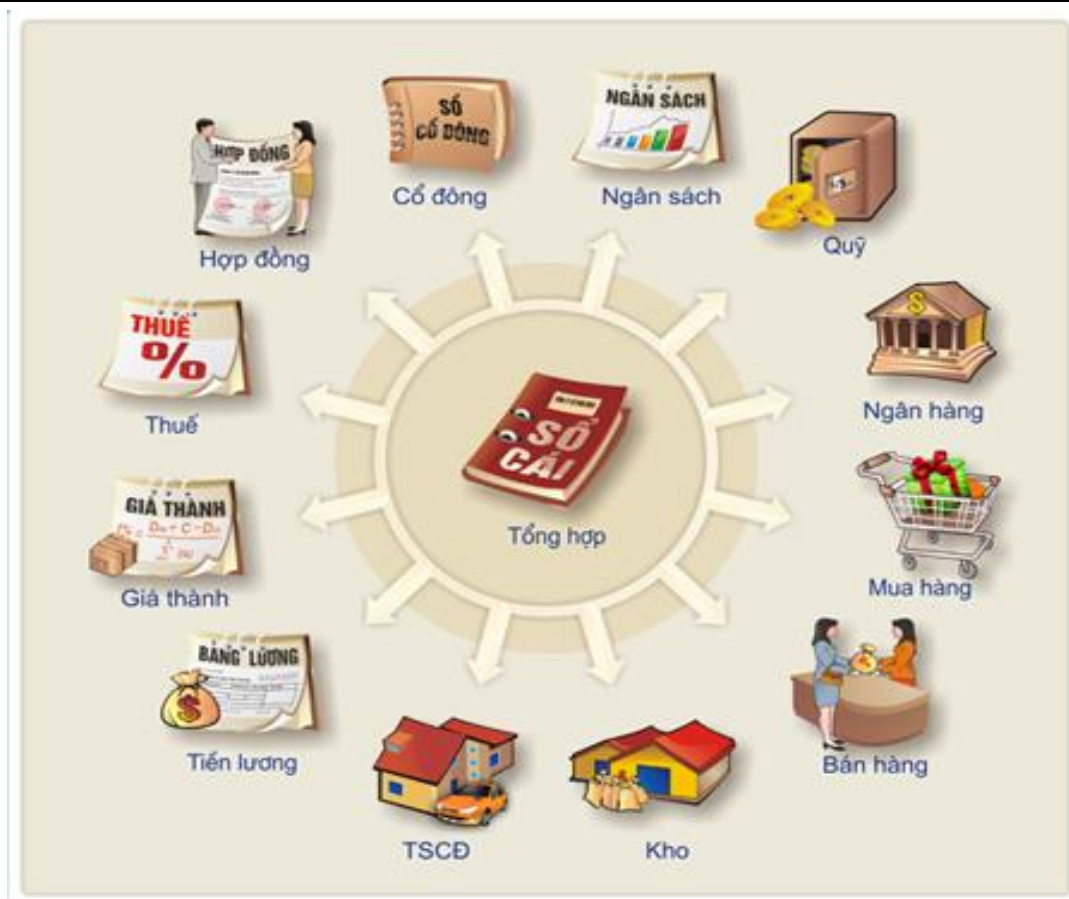 SỔ
CỔ ĐÔNG
Cổ đông
NGÂN SÁCH
Ngân sách
Quỹ
HỢP ĐỒNG
Hợp đồng
THUẾ
%
Thuế
$
Ngân hàng
SỔ
CÁI
Tổng hợp
GIÁ THÀNH
Giá thành
Mua hàng
BẢNG LƯƠNG
$
Tiền lương
Bán hàng
TSCĐ
Kho